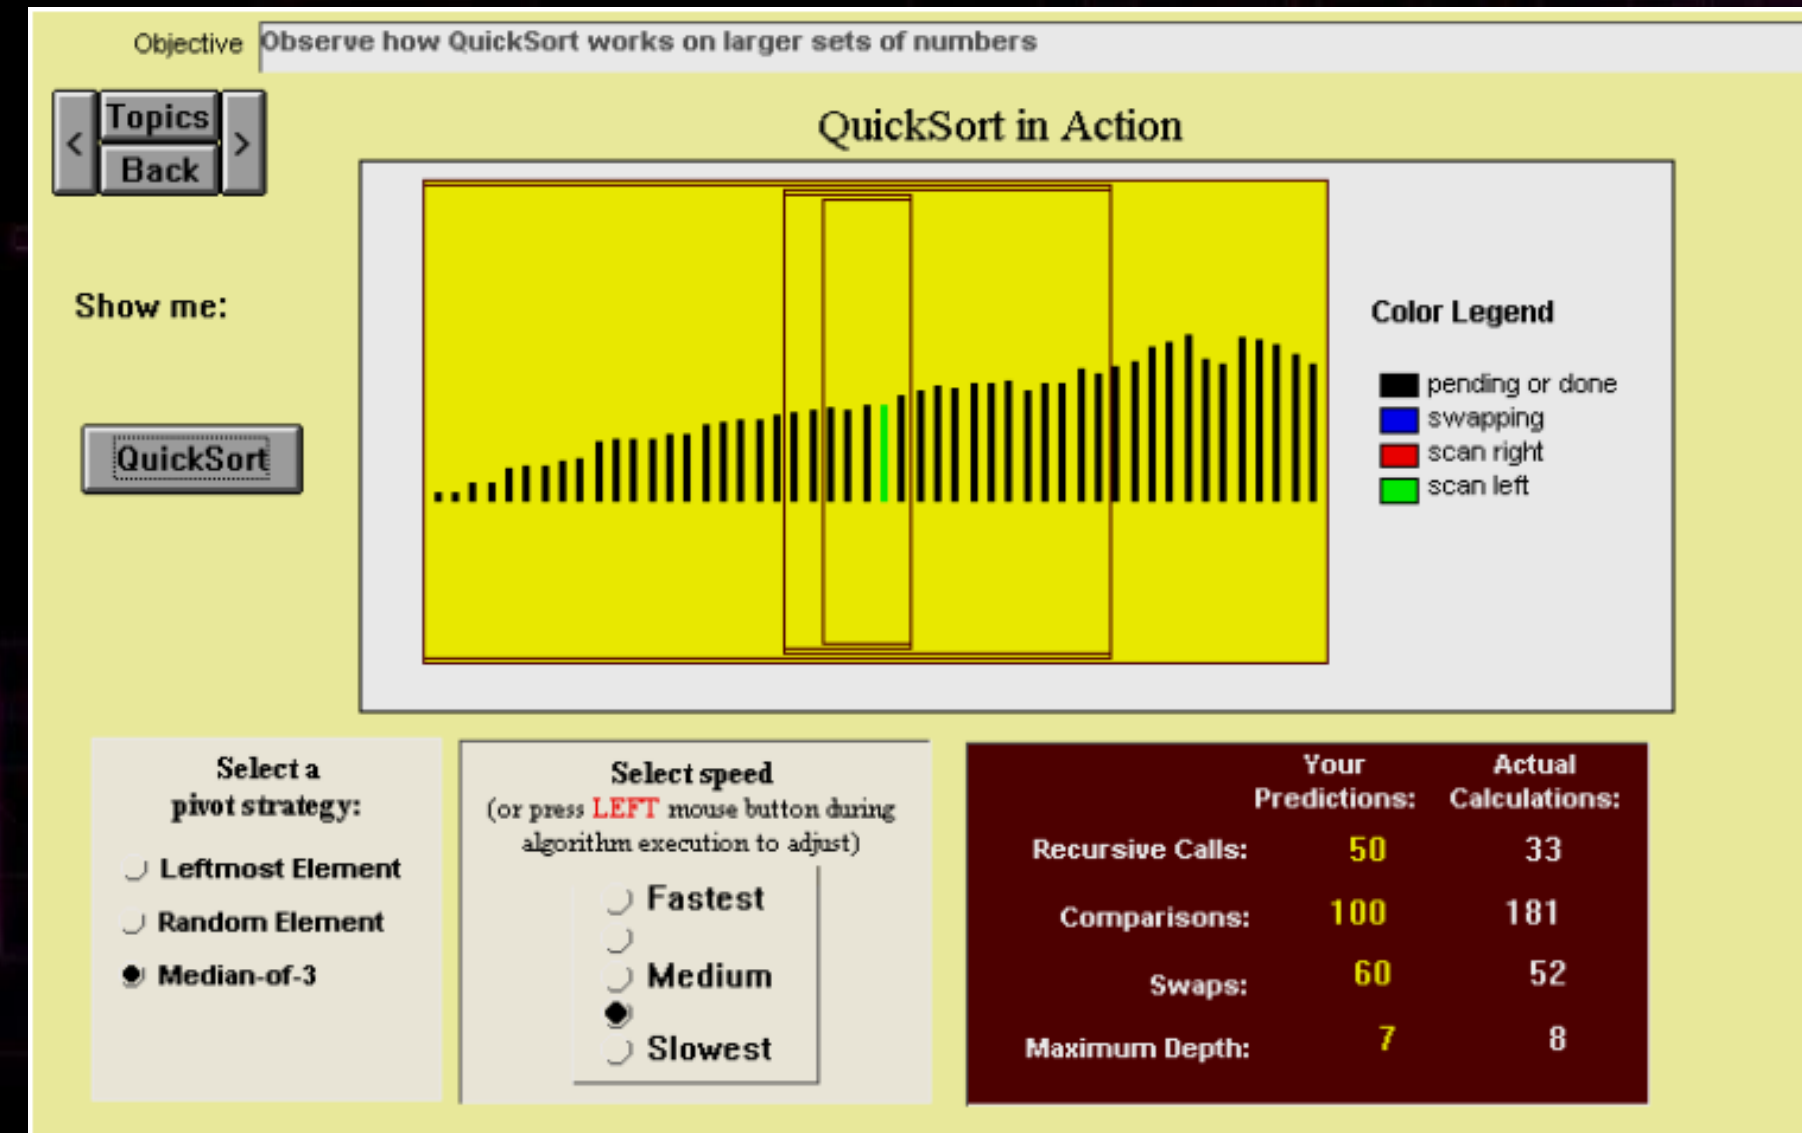 Objective Observe how QuickSort works on larger sets of numbers
< Topics >
Back
QuickSort in Action
Show me:
QuickSort
Color Legend
pending or done
swapping
scan right
scan left
Select a
pivot strategy:
Leftmost Element
Random Element
Median-of-3
Select speed
(or press LEFT mouse button during
algorithm execution to adjust)
Fastest
Medium
Slowest
Your Actual
Predictions: Calculations:
Recursive Calls: 50 33
Comparisons: 100 181
Swaps: 60 52
Maximum Depth: 7 8